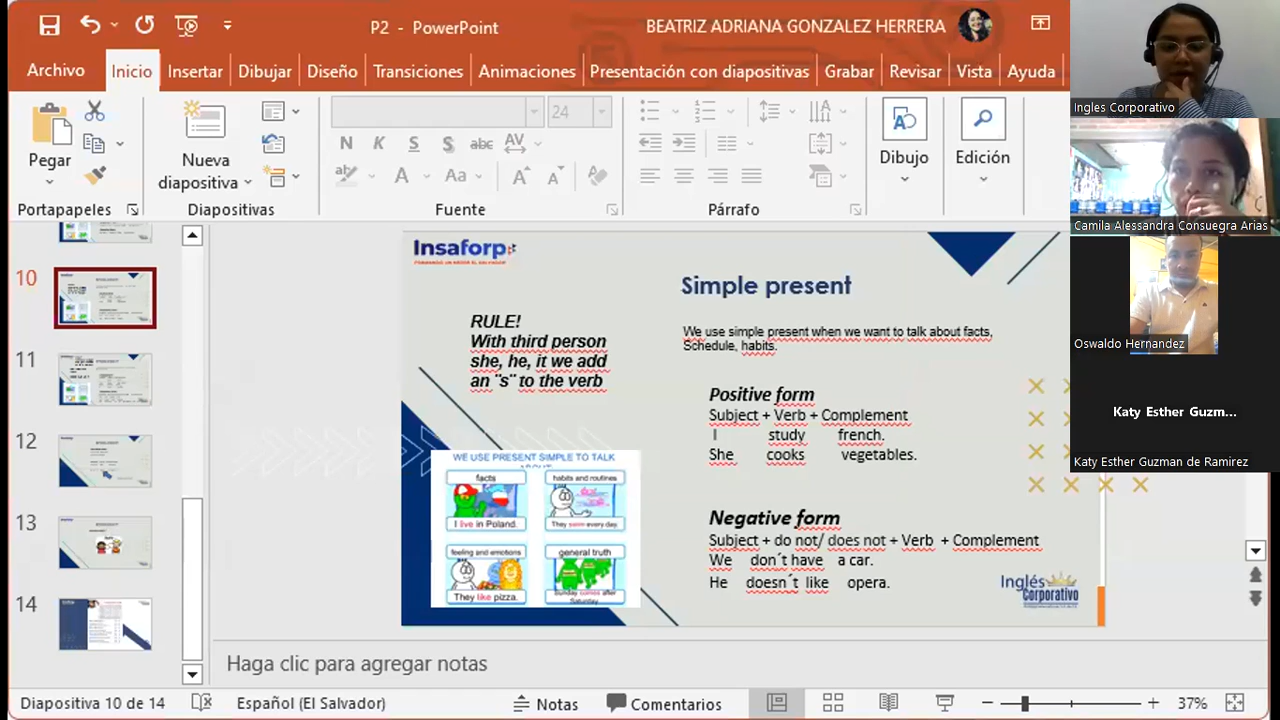 P2 - PowerPoint
BEATRIZ ADRIANA GONZALEZ HERRERA
Archivo Inicio Insertar Dibujar Diseño Transiciones Animaciones Presentación con diapositivas Grabar Revisar Vista Ayuda
Pegar
Nueva
diapositiva
24
N K S S abc AV
Aa
Dibujo
Edición
Portapapeles
Diapositivas
Fuente
Párrafo
10
11
12
13
14
Insaforp
Simple present
RULE!
With third person
she, he, it we add
an ¨s¨ to the verb
We use simple present when we want to talk about facts,
Schedule, habits.
Positive form
Subject + Verb + Complement
I study french.
She cooks vegetables.
Negative form
Subject + do not/ does not + Verb + Complement
We don´t have a car.
He doesn´t like opera.
WE USE PRESENT SIMPLE TO TALK
facts
habits and routines
I live in Poland.
They swim every day.
feeling and emotions
general truth
They like pizza.
Sunday comes after
Saturday.
Inglés
Corporativo
Haga clic para agregar notas
Diapositiva 10 de 14
Español (El Salvador)
Notas
Comentarios
37%
Ingles Corporativo
Camila Alessandra Consuegra Arias
Oswaldo Hernandez
Katy Esther Guzm...
Katy Esther Guzman de Ramirez